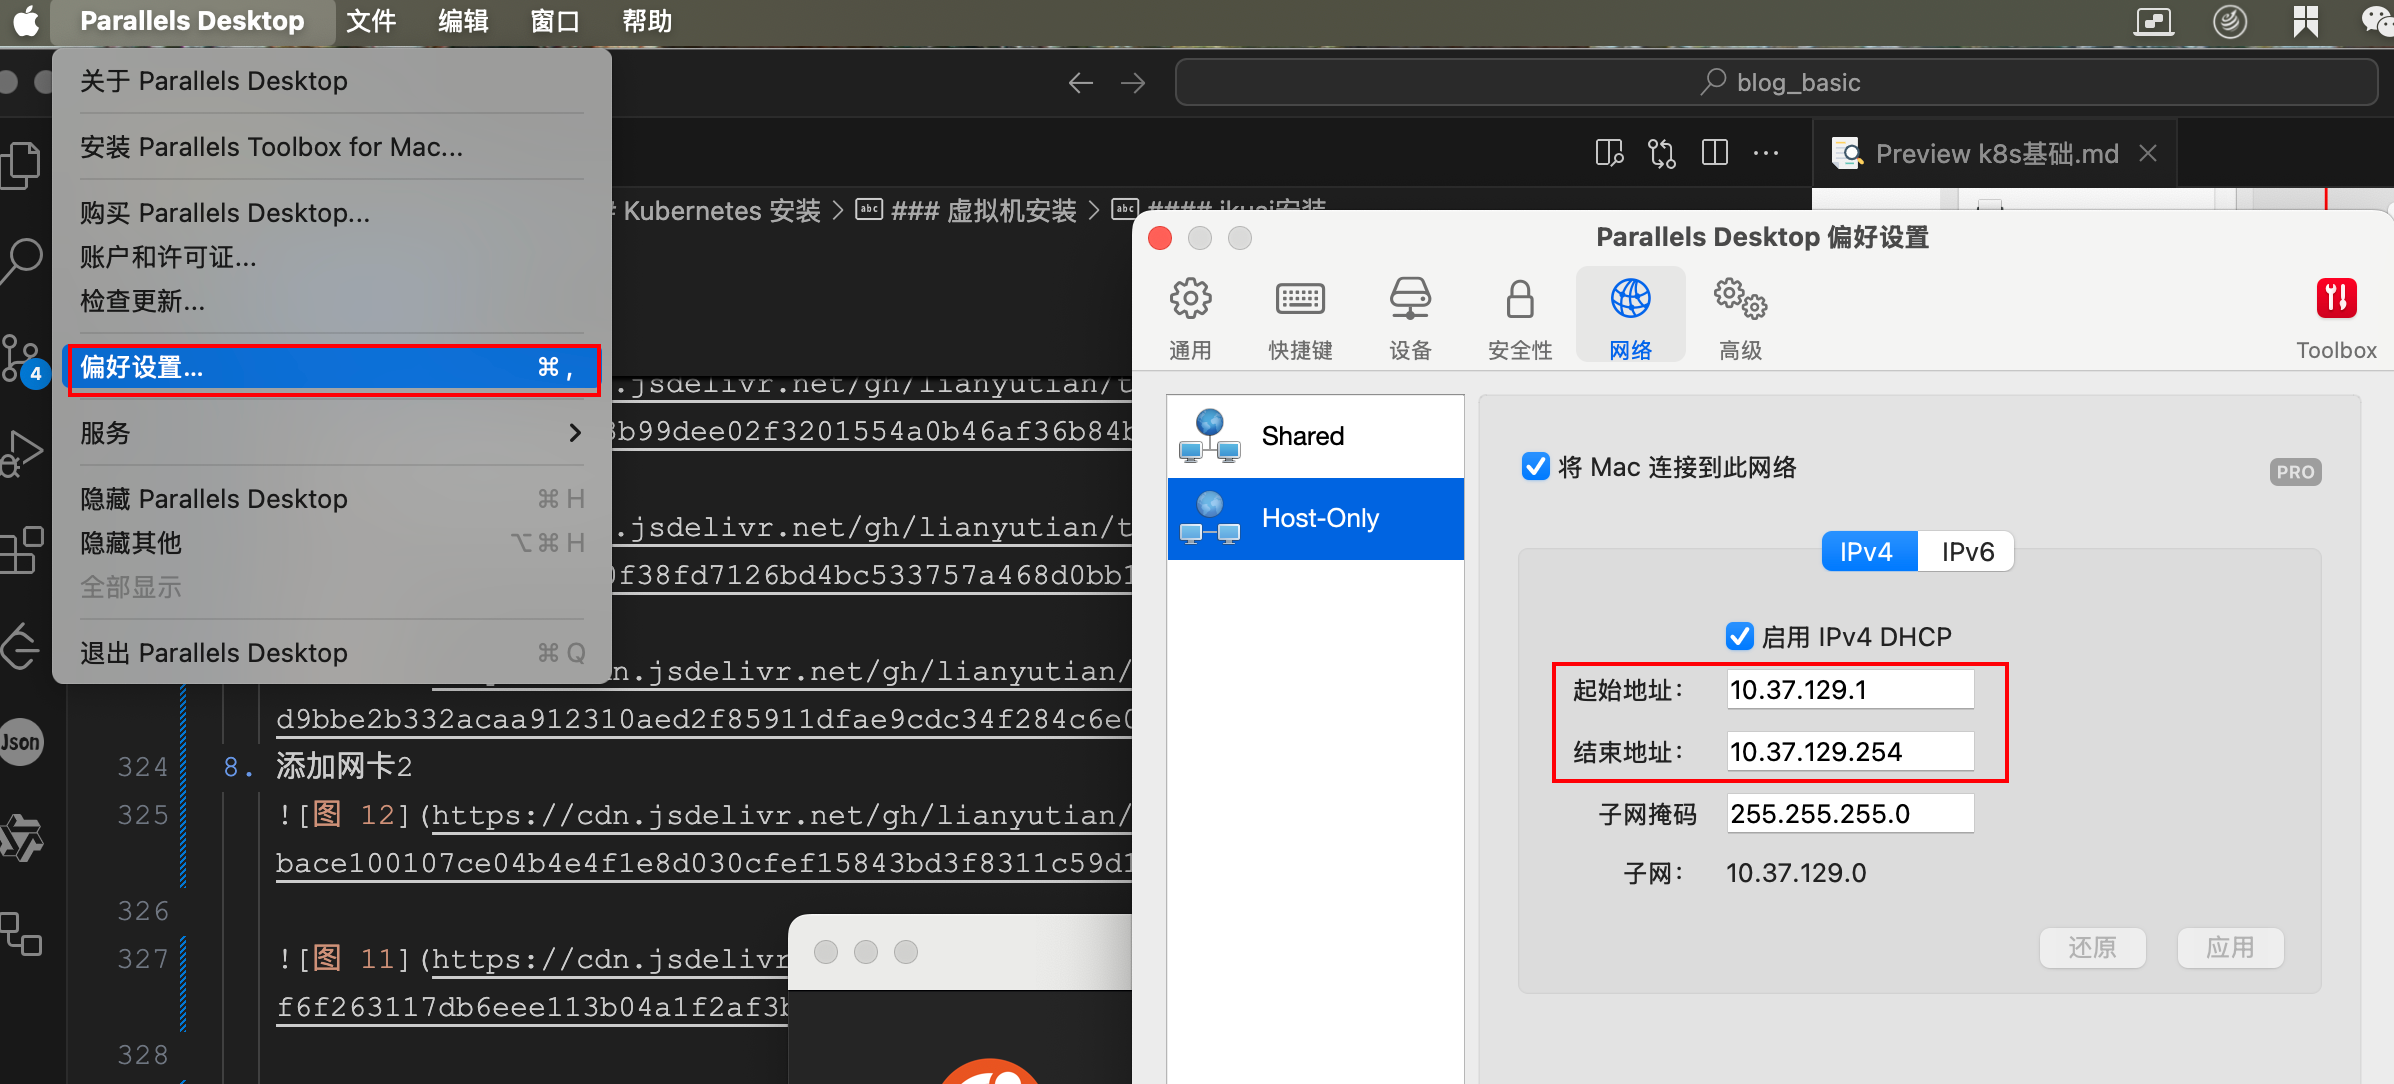 Parallels Desktop 文件 编辑 窗口 帮助
关于 Parallels Desktop
安装 Parallels Toolbox for Mac...
购买 Parallels Desktop...
账户和许可证...
检查更新...
偏好设置... ⌘ ,
服务
隐藏 Parallels Desktop ⌘ H
隐藏其他 ⌥ ⌘ H
全部显示
退出 Parallels Desktop ⌘ Q
blog_basic
Preview k8s基础.md
Kubernetes 安装 > abc ### 虚拟机安装 > abc #### ikuai安装
4
Json
.jsdelivr.net/gh/lianyutian/t
b99dee02f3201554a0b46af36b84b
.jsdelivr.net/gh/lianyutian/t
f38fd7126bd4bc533757a468d0bb1
n.jsdelivr.net/gh/lianyutian/
d9bbe2b332acaa912310aed2f85911dfae9cdc34f284c6e0
324 8. 添加网卡2
325 ![图 12](https://cdn.jsdelivr.net/gh/lianyutian/
bace100107ce04b4e4f1e8d030cfef15843bd3f8311c59d1
326
327 ![图 11](https://cdn.jsdelivr
f6f263117db6eee113b04a1f2af3b
328
Parallels Desktop 偏好设置
通用 快捷键 设备 安全性 网络 高级 Toolbox
Shared
Host-Only
将 Mac 连接到此网络 PRO
IPv4 IPv6
启用 IPv4 DHCP
起始地址： 10.37.129.1
结束地址： 10.37.129.254
子网掩码 255.255.255.0
子网： 10.37.129.0
还原 应用